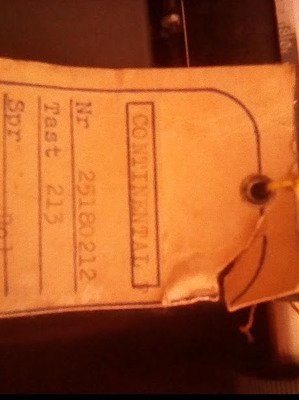 CONTINENTAL
Nr 25180212
Tast 213
Spr